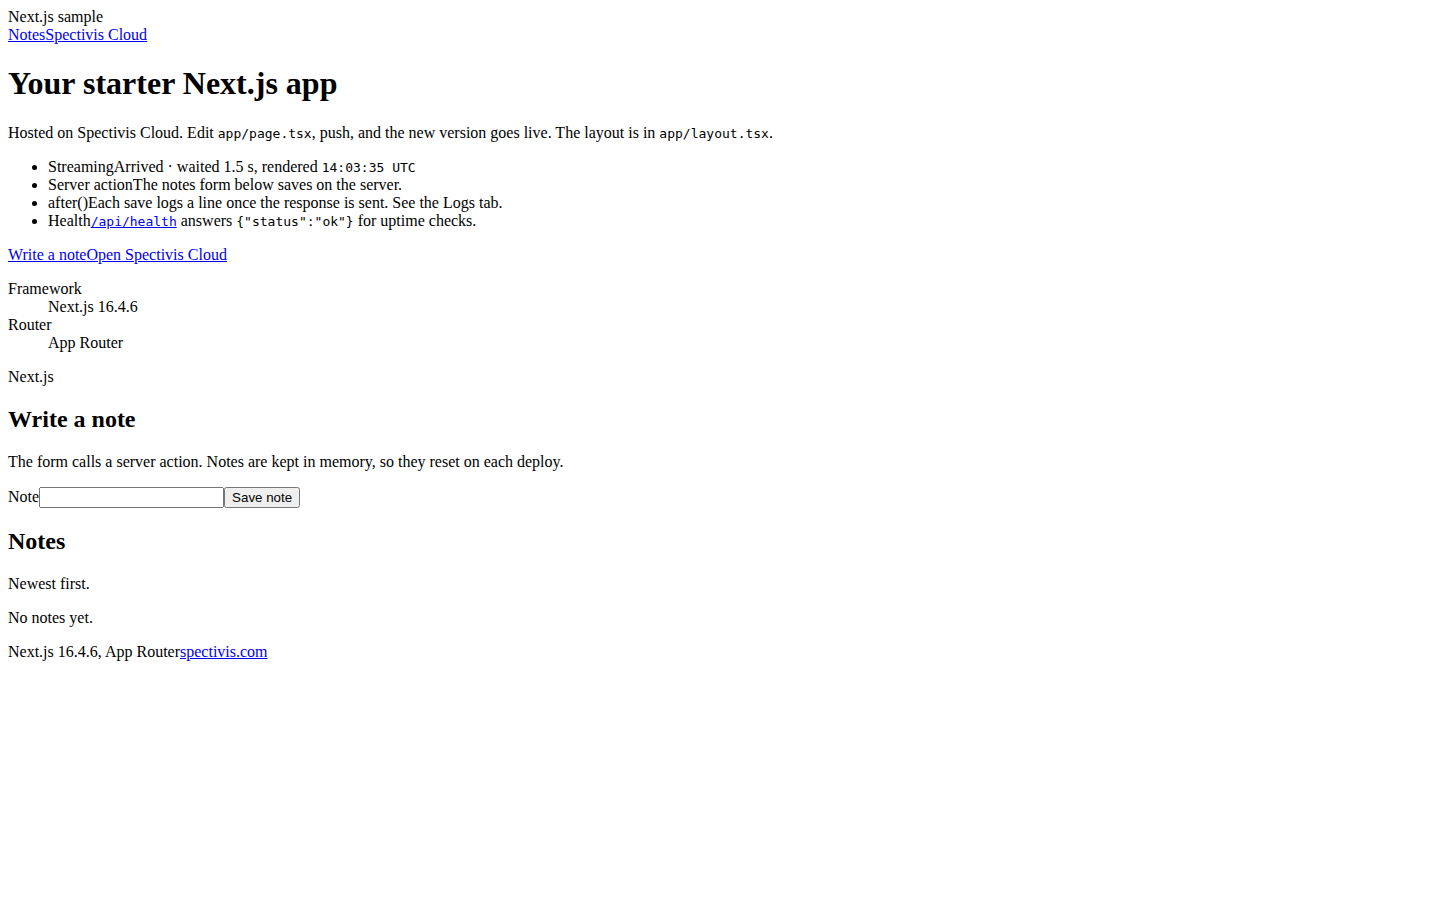 Next.js sample
NotesSpectivis Cloud
Your starter Next.js app
Hosted on Spectivis Cloud. Edit app/page.tsx, push, and the new version goes live. The layout is in app/layout.tsx.
StreamingArrived · waited 1.5 s, rendered 14:03:35 UTC
Server actionThe notes form below saves on the server.
after()Each save logs a line once the response is sent. See the Logs tab.
Health/api/health answers {"status":"ok"} for uptime checks.
Write a noteOpen Spectivis Cloud
Framework
Next.js 16.4.6
Router
App Router
Next.js
Write a note
The form calls a server action. Notes are kept in memory, so they reset on each deploy.
Note Save note
Notes
Newest first.
No notes yet.
Next.js 16.4.6, App Routerspectivis.com